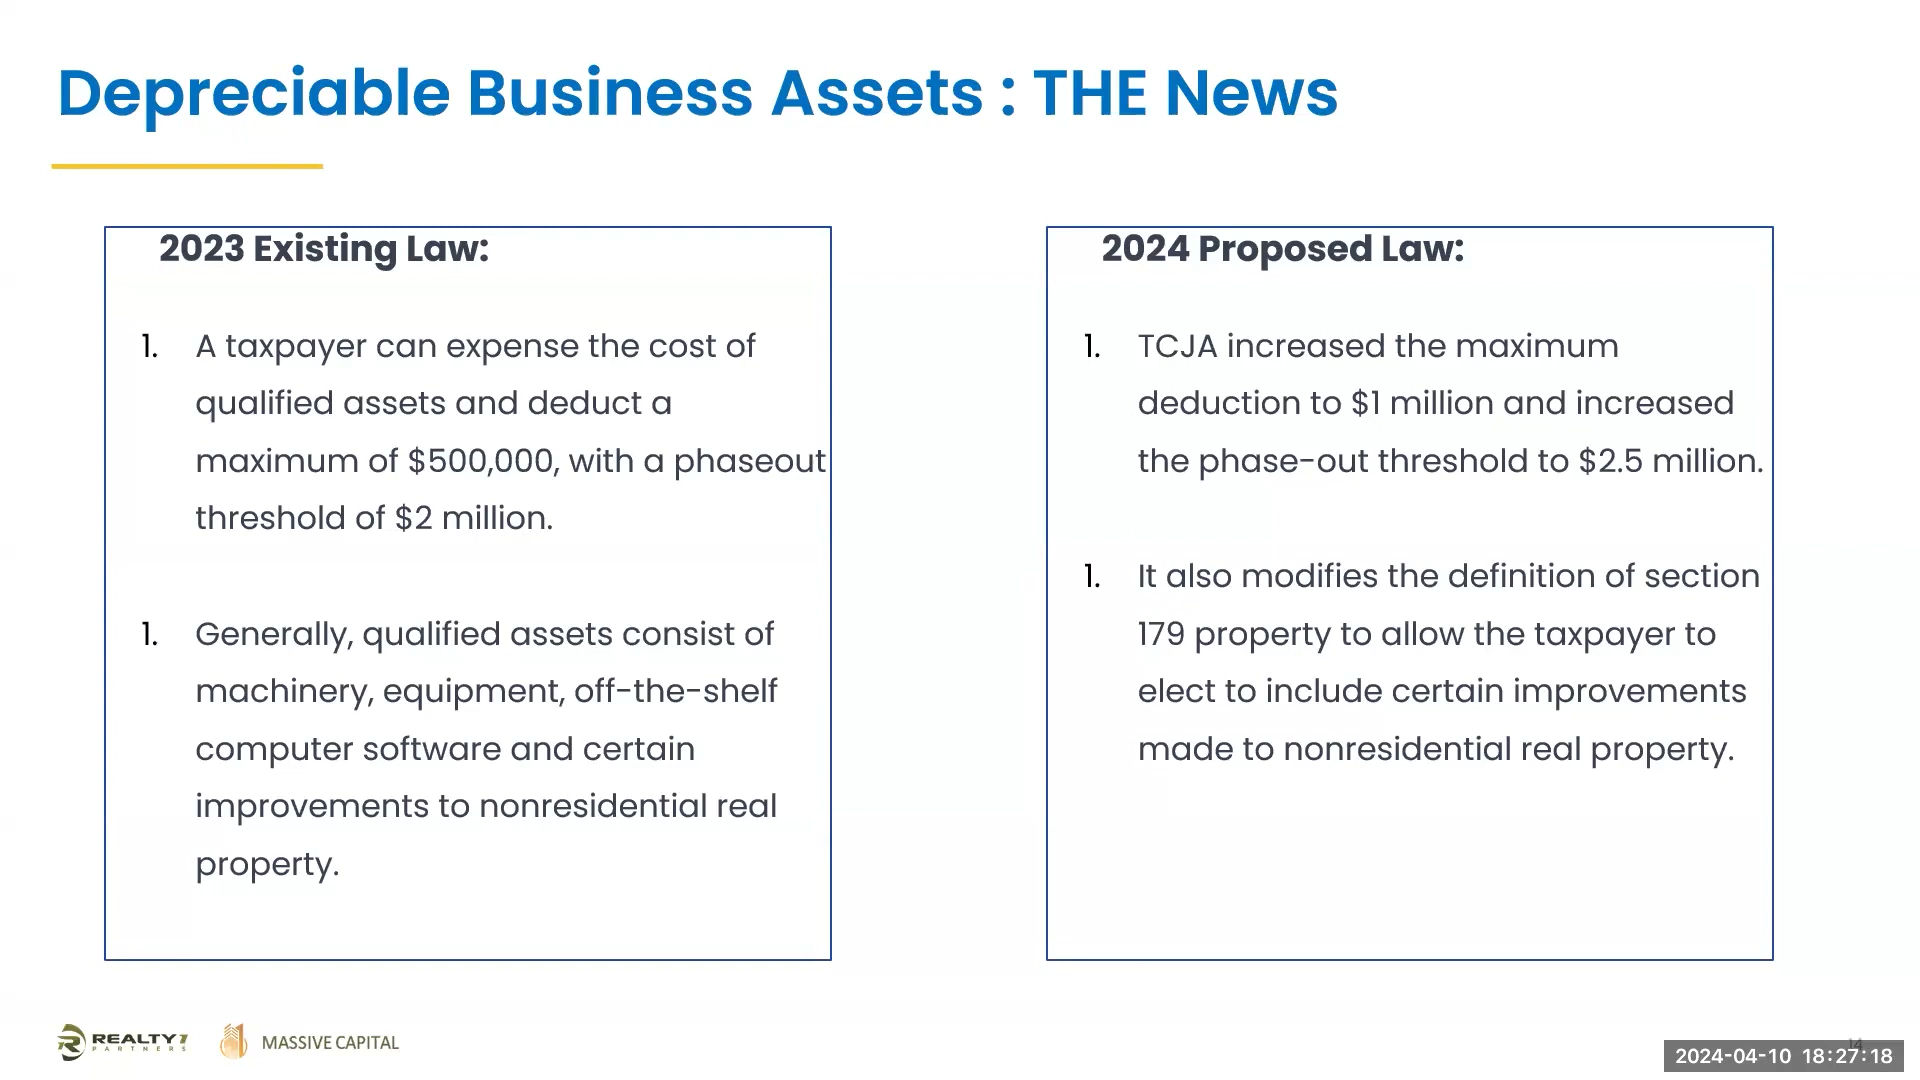 Depreciable Business Assets : THE News
2023 Existing Law:
1. A taxpayer can expense the cost of
qualified assets and deduct a
maximum of $500,000, with a phaseout
threshold of $2 million.
1. Generally, qualified assets consist of
machinery, equipment, off-the-shelf
computer software and certain
improvements to nonresidential real
property.
2024 Proposed Law:
1. TCJA increased the maximum
deduction to $1 million and increased
the phase-out threshold to $2.5 million.
1. It also modifies the definition of section
179 property to allow the taxpayer to
elect to include certain improvements
made to nonresidential real property.
REALTY1
PARTNERS
MASSIVE CAPITAL
14
2024-04-10 18:27:18